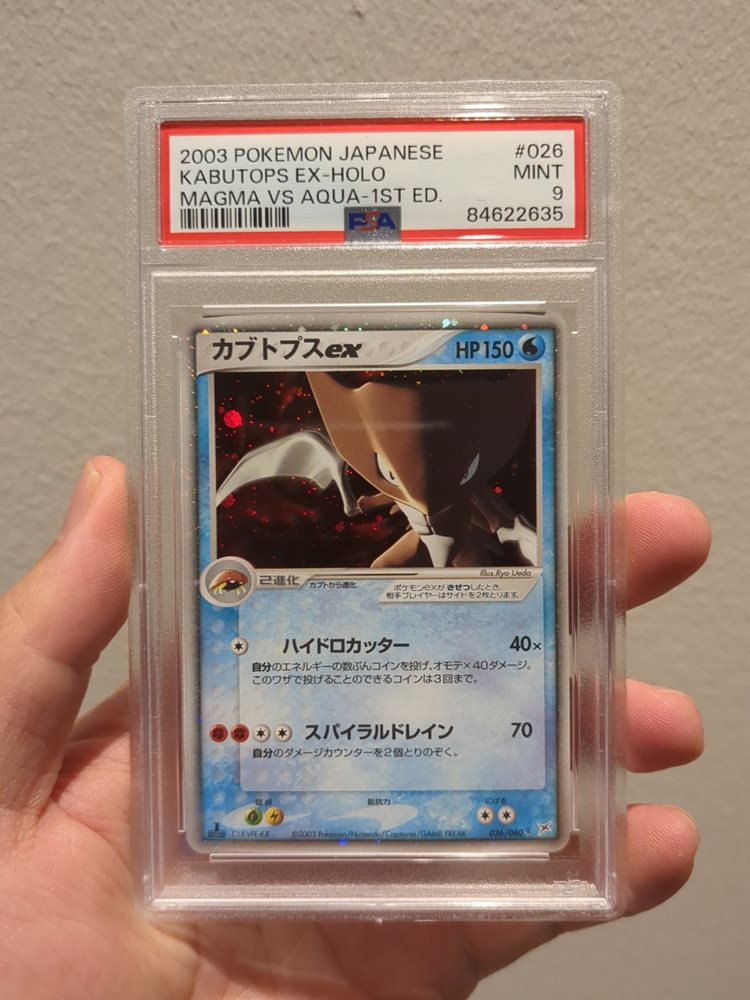 2003 POKEMON JAPANESE #026
KABUTOPS EX-HOLO MINT
MAGMA VS AQUA-1ST ED. 9
PSA 84622635
カブトプスex HP150
Illus.Ryo Ueda
2進化 カブトから進化
ポケモンexがきぜつしたとき、
相手プレイヤーはサイドを2枚とります。
ハイドロカッター 40×
自分のエネルギーの数ぶんコインを投げ、オモテ×40ダメージ。
このワザで投げることのできるコインは3回まで。
スパイラルドレイン 70
自分のダメージカウンターを2個とりのぞく。
弱点 抵抗力 にげる
©2003 Pokémon/Nintendo/Creatures/GAME FREAK 026/080